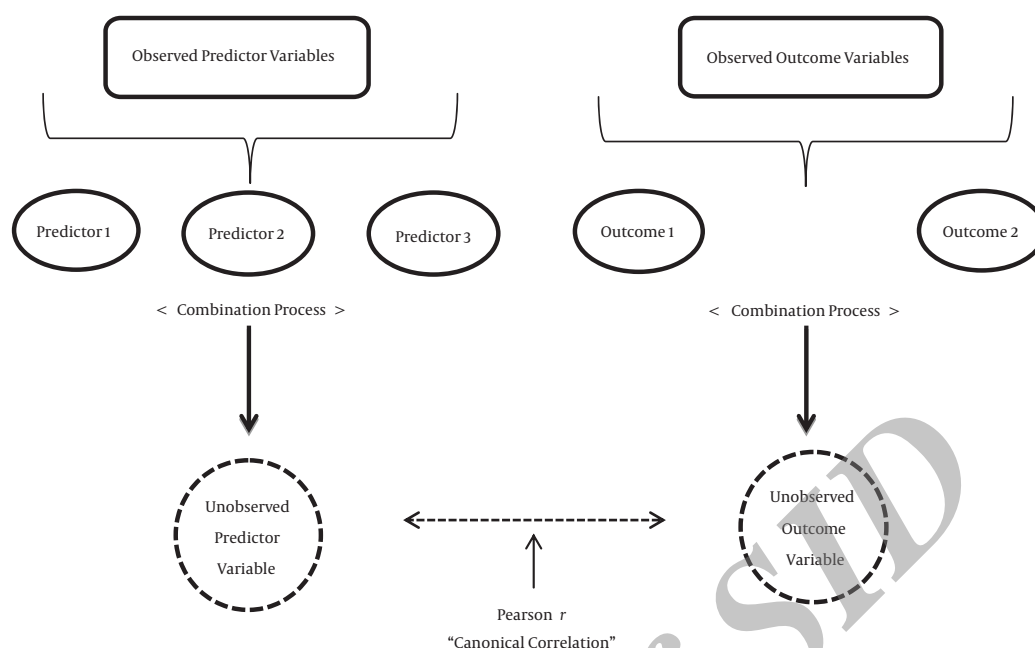 Observed Predictor Variables
Observed Outcome Variables
Predictor 1
Predictor 2
Predictor 3
Outcome 1
Outcome 2
< Combination Process >
< Combination Process >
Unobserved
Predictor
Variable
Unobserved
Outcome
Variable
Pearson r
“Canonical Correlation”
SID